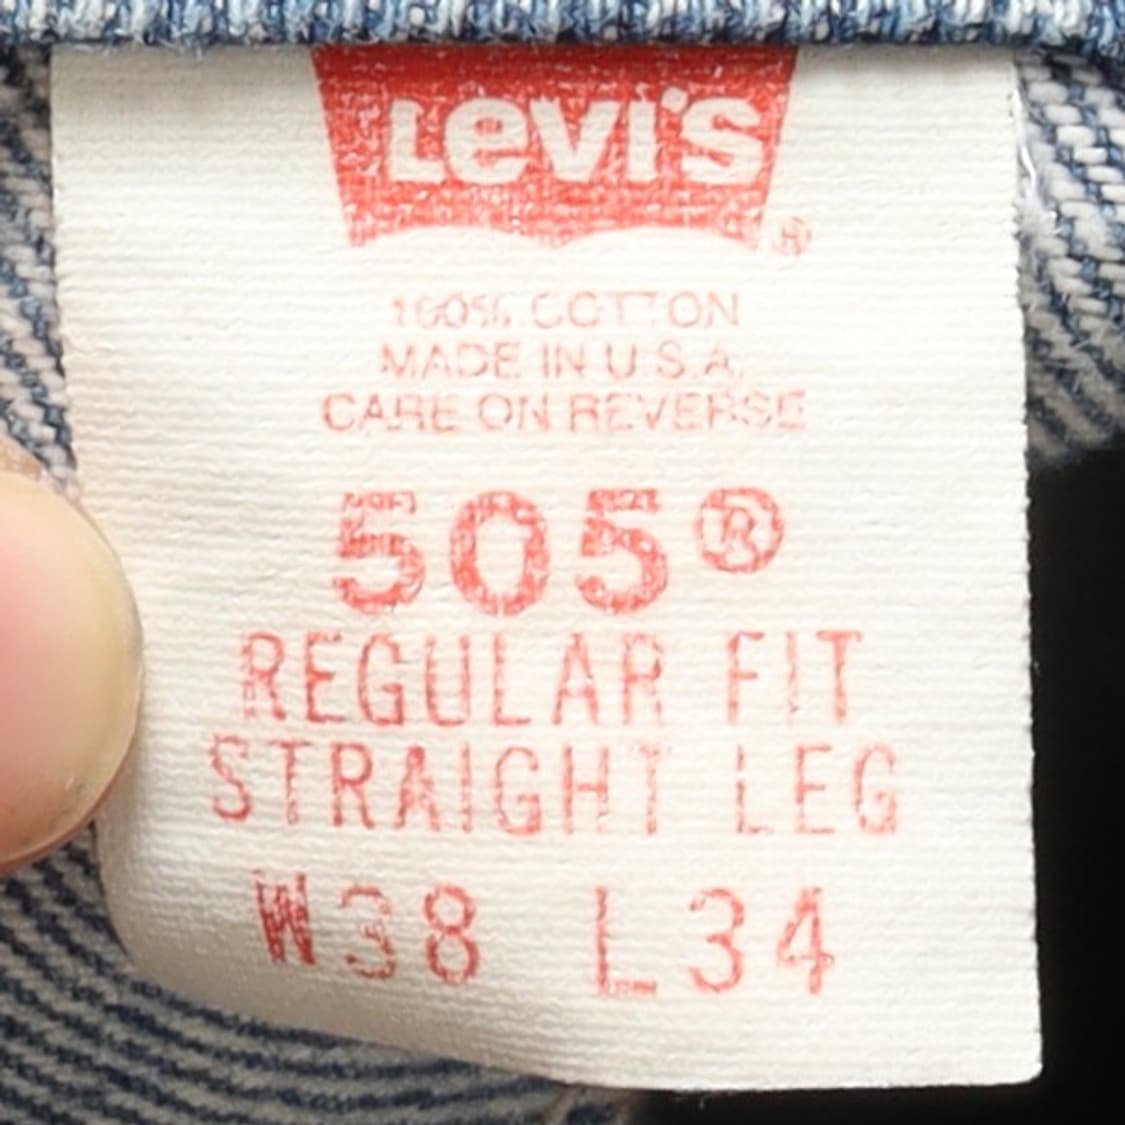 Levi's
®
100% COTTON
MADE IN U.S.A.
CARE ON REVERSE
505®
REGULAR FIT
STRAIGHT LEG
W38 L34